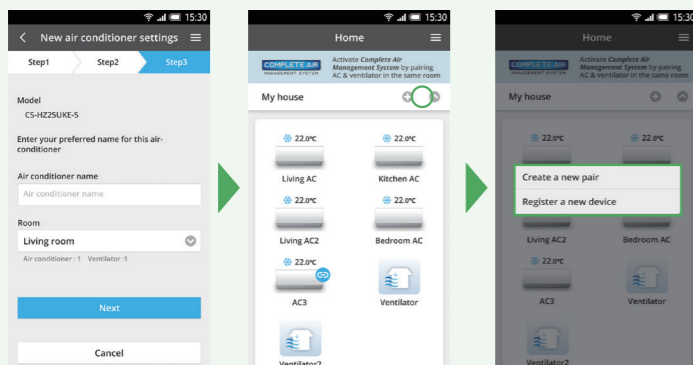 15:30
New air conditioner settings
Step1 Step2 Step3
Model
CS-HZ25UKE-5
Enter your preferred name for this air-
conditioner
Air conditioner name
Air conditioner name
Room
Living room
Air conditioner : 1 Ventilator :1
Next
Cancel
15:30
Home
COMPLETE AIR
MANAGEMENT SYSTEM
Activate Complete Air
Management System by pairing
AC & ventilator in the same room
My house
22.0°C 22.0°C
Living AC Kitchen AC
22.0°C 22.0°C
Living AC2 Bedroom AC
22.0°C
AC3 Ventilator
Ventilator2
15:30
Home
COMPLETE AIR
MANAGEMENT SYSTEM
Activate Complete Air
Management System by pairing
AC & ventilator in the same room
My house
22.0°C 22.0°C
Create a new pair
Register a new device
Living AC2 Bedroom AC
22.0°C
AC3 Ventilator
Ventilator2